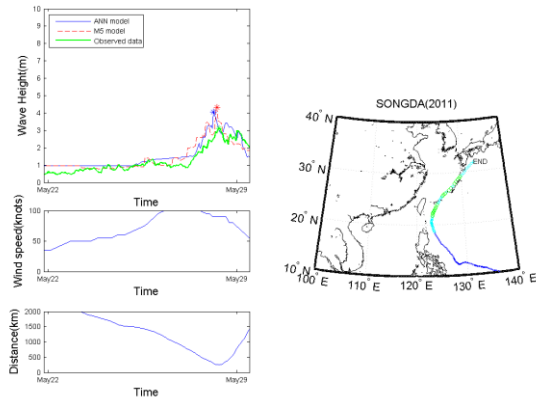 ANN model
M5 model
Observed data
Wave Height(m)
10
9
8
7
6
5
4
3
2
1
0
May22
May29
Time
Wind speed(Knots)
100
50
0
May22
May29
Time
Distance(km)
2000
1500
1000
500
0
May22
May29
Time
SONGDA(2011)
40° N
30° N
20° N
10° N
100° E
110° E
120° E
130° E
140° E
END